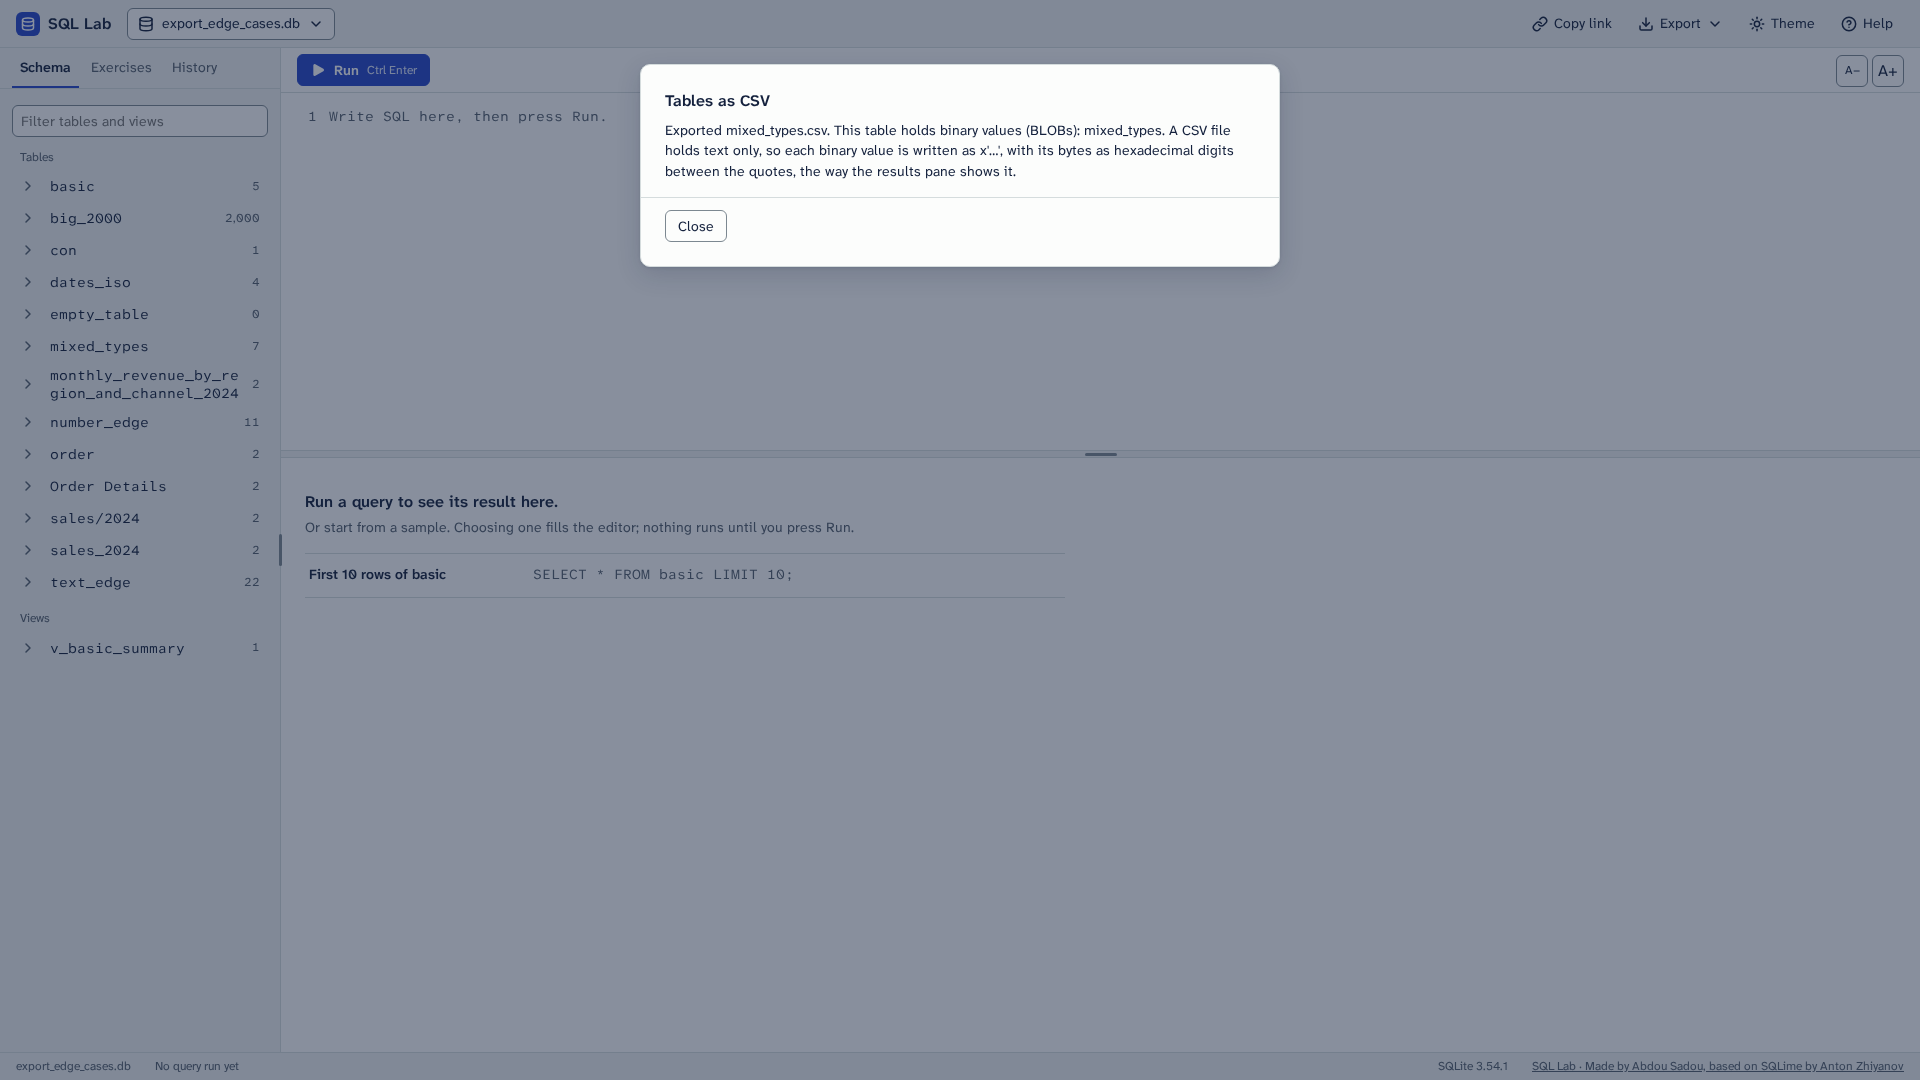 SQL Lab
export_edge_cases.db
Copy link
Export
Theme
Help
Schema
Exercises
History
Run Ctrl Enter
A−
A+
Filter tables and views
1 Write SQL here, then press Run.
Tables
basic 5
big_2000 2,000
con 1
dates_iso 4
empty_table 0
mixed_types 7
monthly_revenue_by_re
gion_and_channel_2024 2
number_edge 11
order 2
Order Details 2
sales/2024 2
sales_2024 2
text_edge 22
Views
v_basic_summary 1
Tables as CSV
Exported mixed_types.csv. This table holds binary values (BLOBs): mixed_types. A CSV file
holds text only, so each binary value is written as x'…', with its bytes as hexadecimal digits
between the quotes, the way the results pane shows it.
Close
Run a query to see its result here.
Or start from a sample. Choosing one fills the editor; nothing runs until you press Run.
First 10 rows of basic SELECT * FROM basic LIMIT 10;
export_edge_cases.db
No query run yet
SQLite 3.54.1
SQL Lab · Made by Abdou Sadou, based on SQLime by Anton Zhiyanov